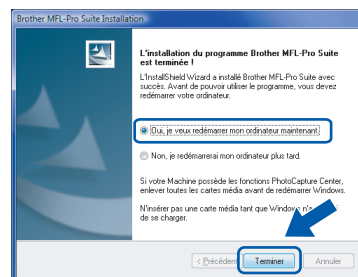 Brother MFL-Pro Suite Installation
L'installation du programme Brother MFL-Pro Suite
est terminée !
L'InstallShield Wizard a installé Brother MFL-Pro Suite avec
succès. Avant de pouvoir utiliser le programme, vous devez
redémarrer votre ordinateur.
Oui, je veux redémarrer mon ordinateur maintenant.
Non, je redémarrerai mon ordinateur plus tard.
Si votre Machine possède les fonctions PhotoCapture Center,
enlever toutes les cartes média avant de redémarrer Windows.
N'insérer pas une carte média tant que Windows
de se charger.
< Précédent
Terminer
Annuler